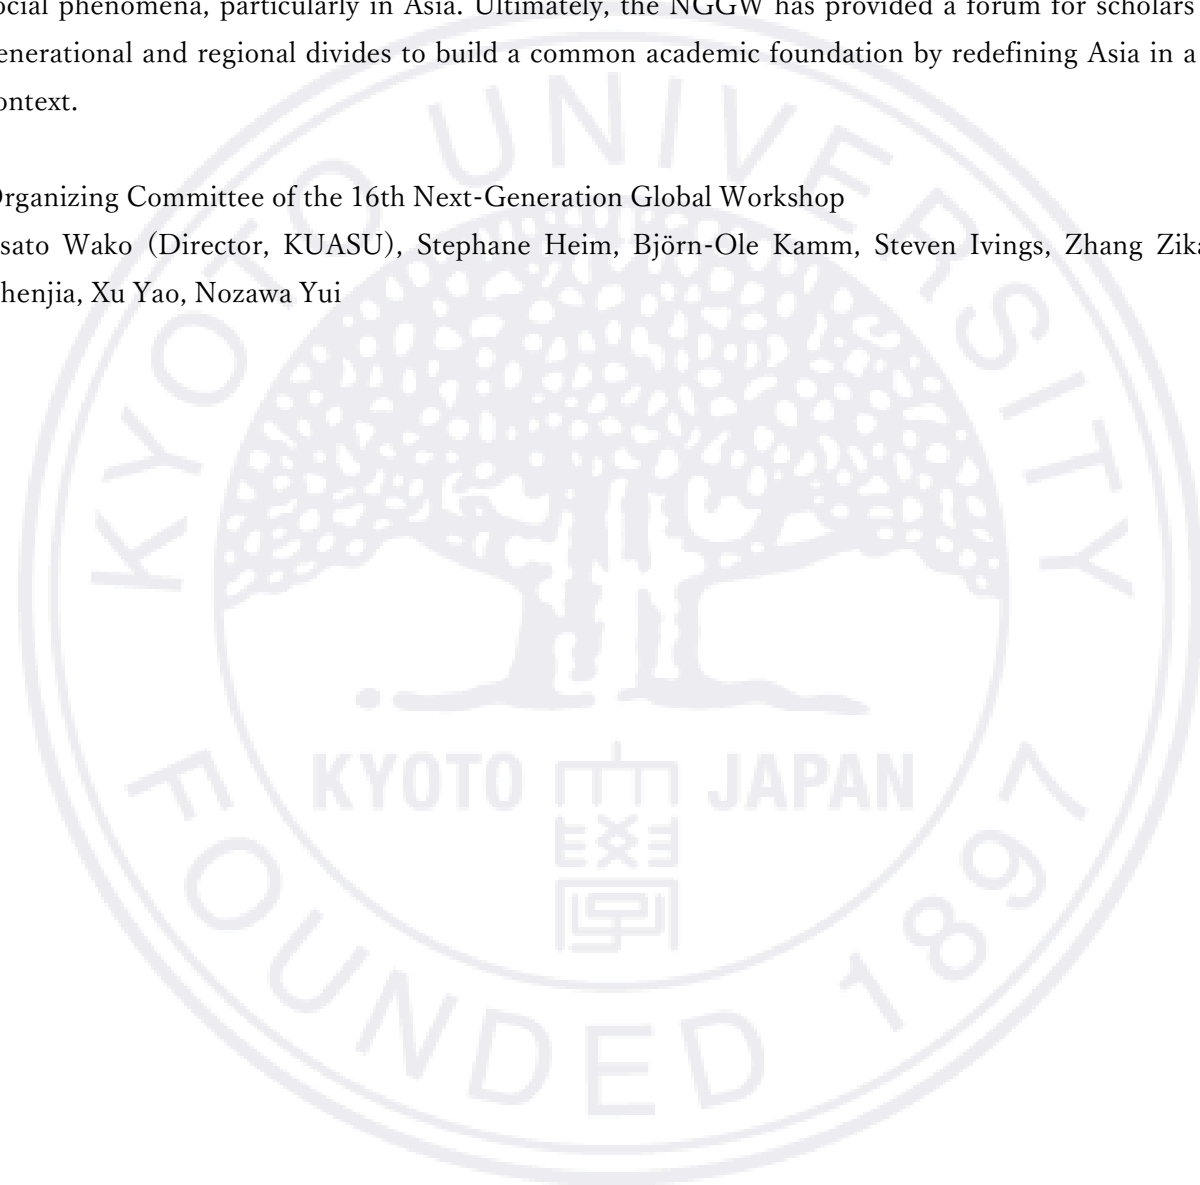 ocial phenomena, particularly in Asia. Ultimately, the NGGW has provided a forum for scholars
enerational and regional divides to build a common academic foundation by redefining Asia in a
ontext.
Organizing Committee of the 16th Next-Generation Global Workshop
sato Wako (Director, KUASU), Stephane Heim, Björn-Ole Kamm, Steven Ivings, Zhang Zika
henjia, Xu Yao, Nozawa Yui
KYOTO UNIVERSITY
KYOTO JAPAN
FOUNDED 1897